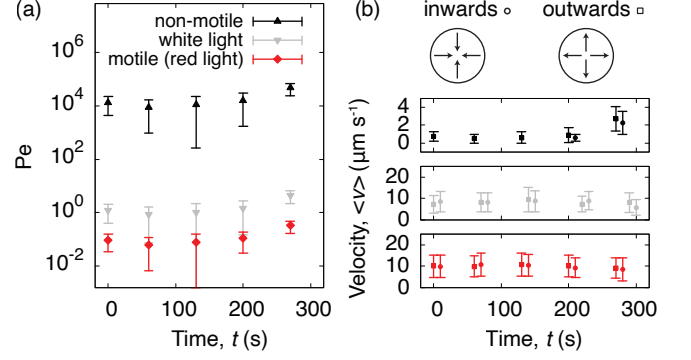 (a)
non-motile
white light
motile (red light)
10^6
10^4
10^2
10^0
10^-2
Pe
0 100 200 300
Time, t (s)
(b)
inwards outwards
4
2
0
20
10
0
20
10
0
Velocity, <v> (μm s⁻¹)
0 100 200 300
Time, t (s)